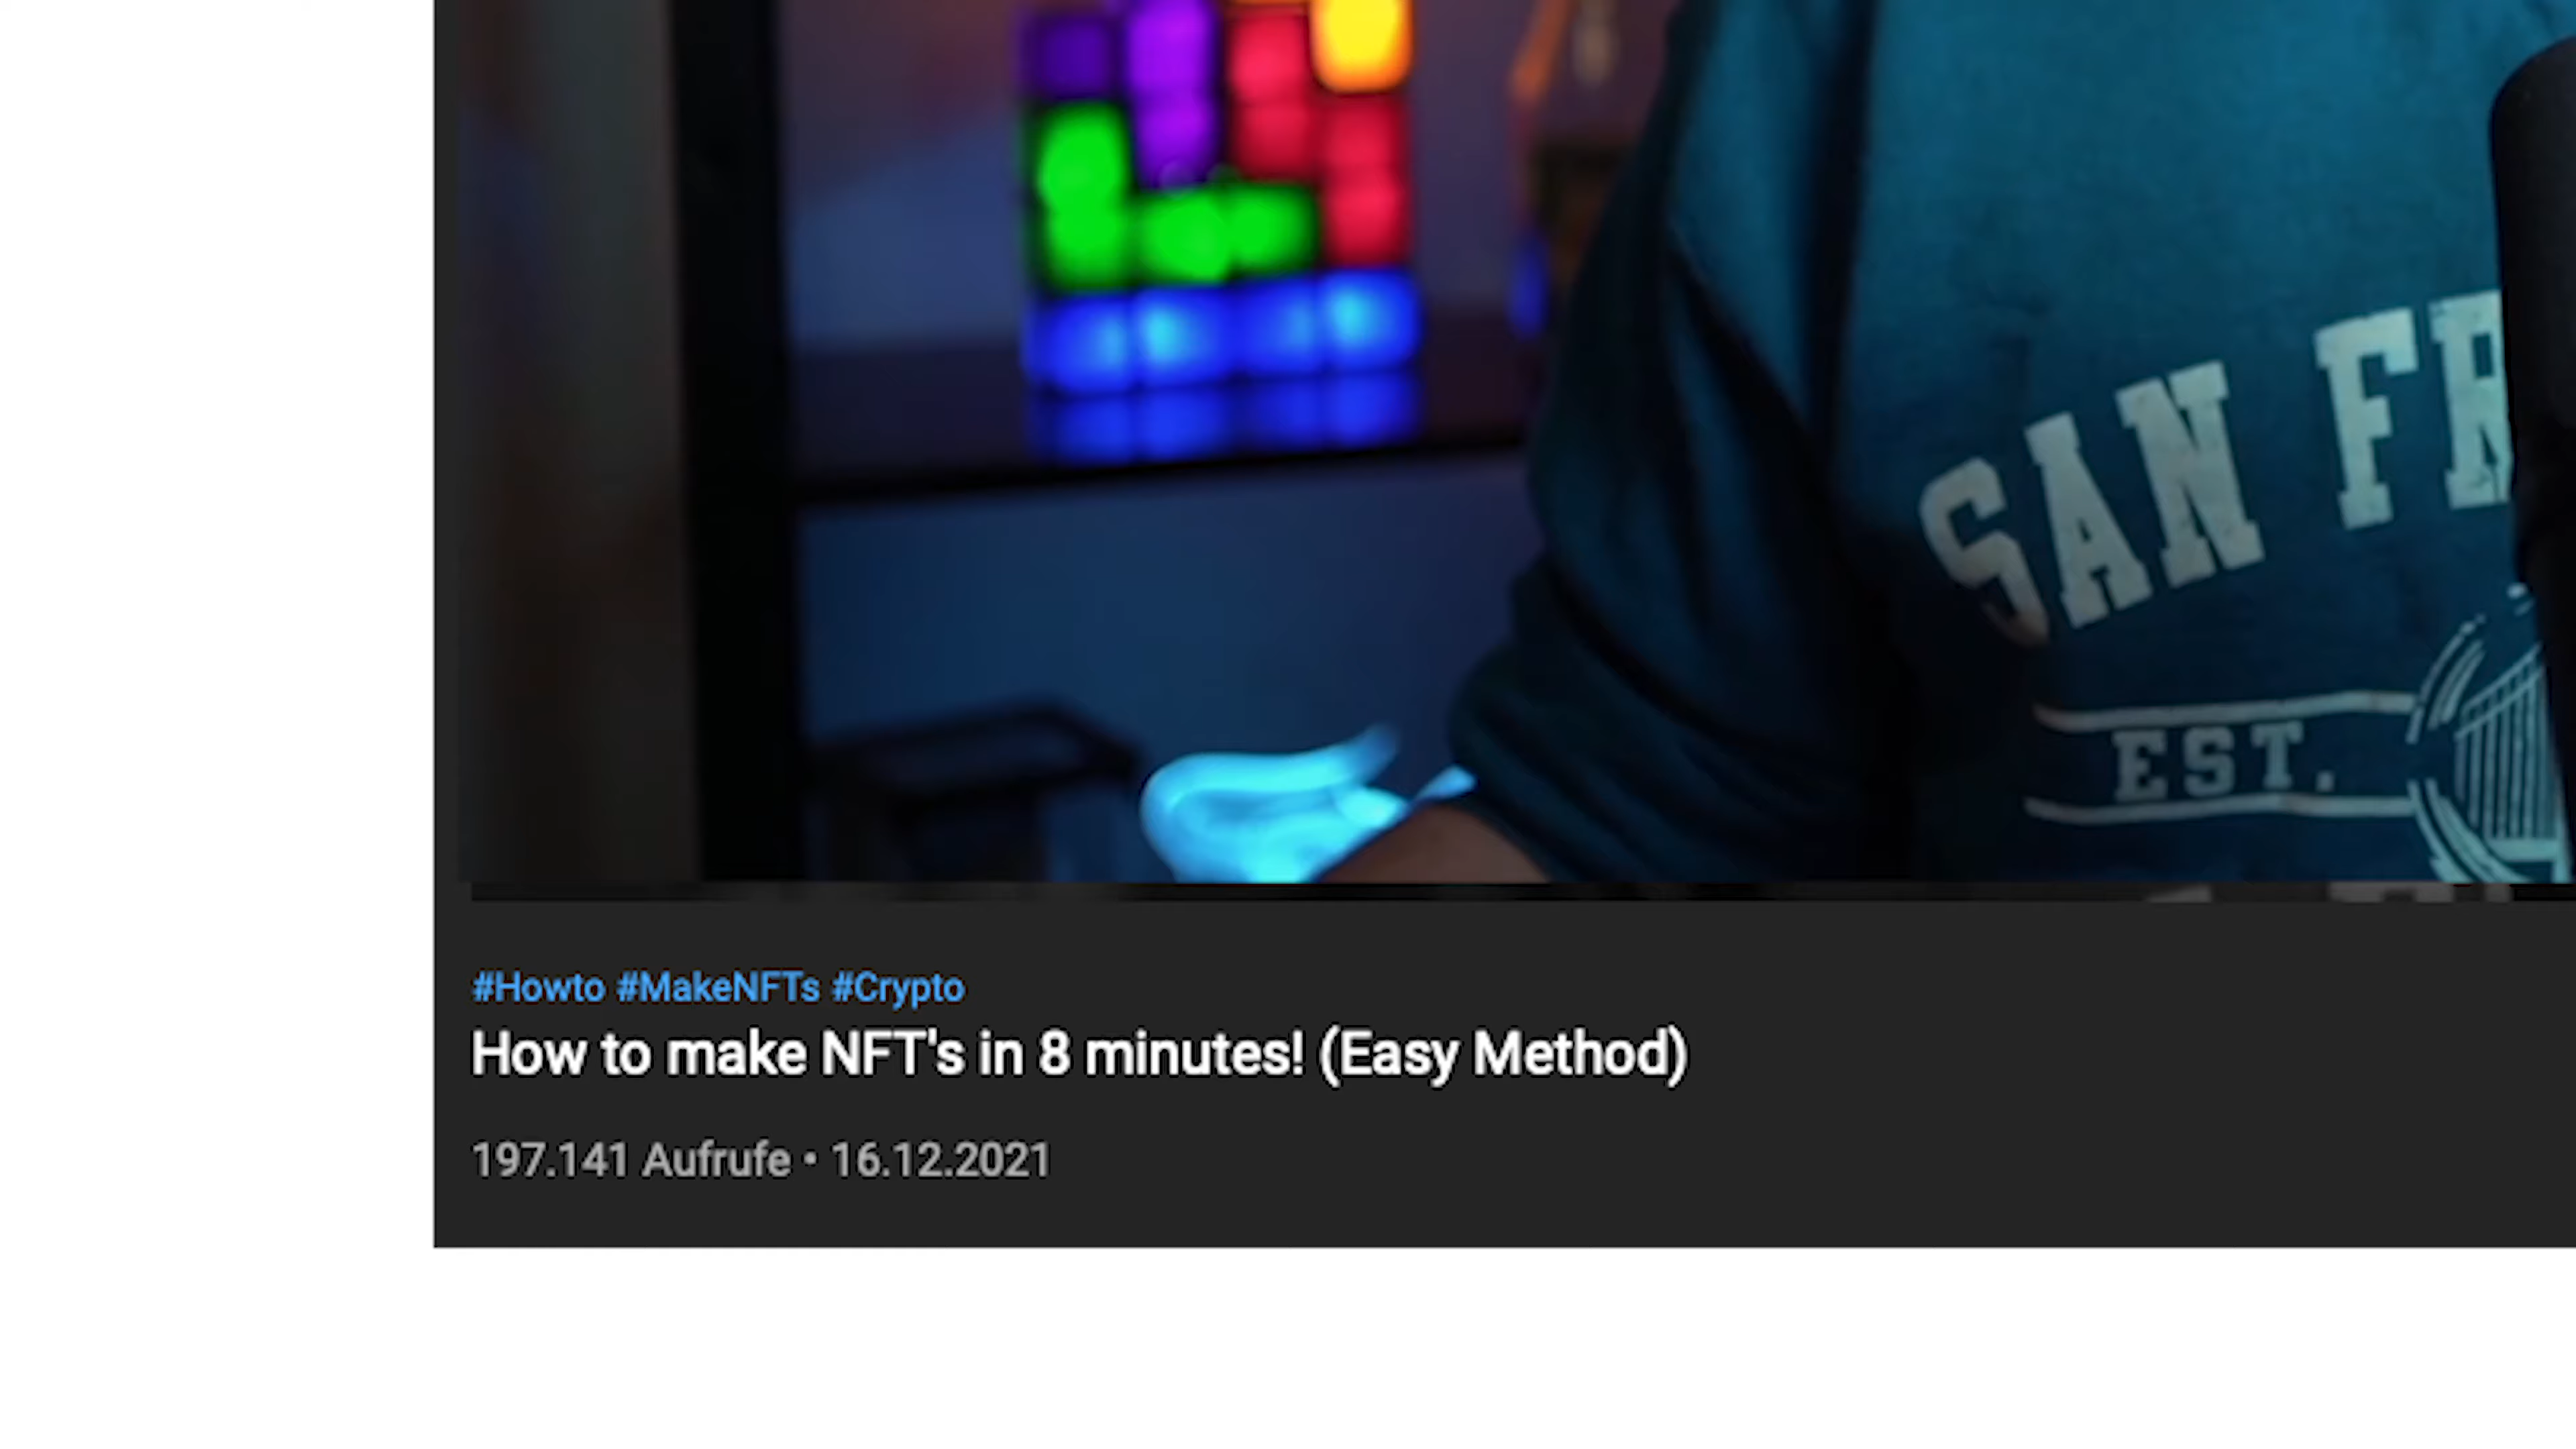 SAN FR
EST.
#Howto #MakeNFTs #Crypto
How to make NFT's in 8 minutes! (Easy Method)
197.141 Aufrufe • 16.12.2021